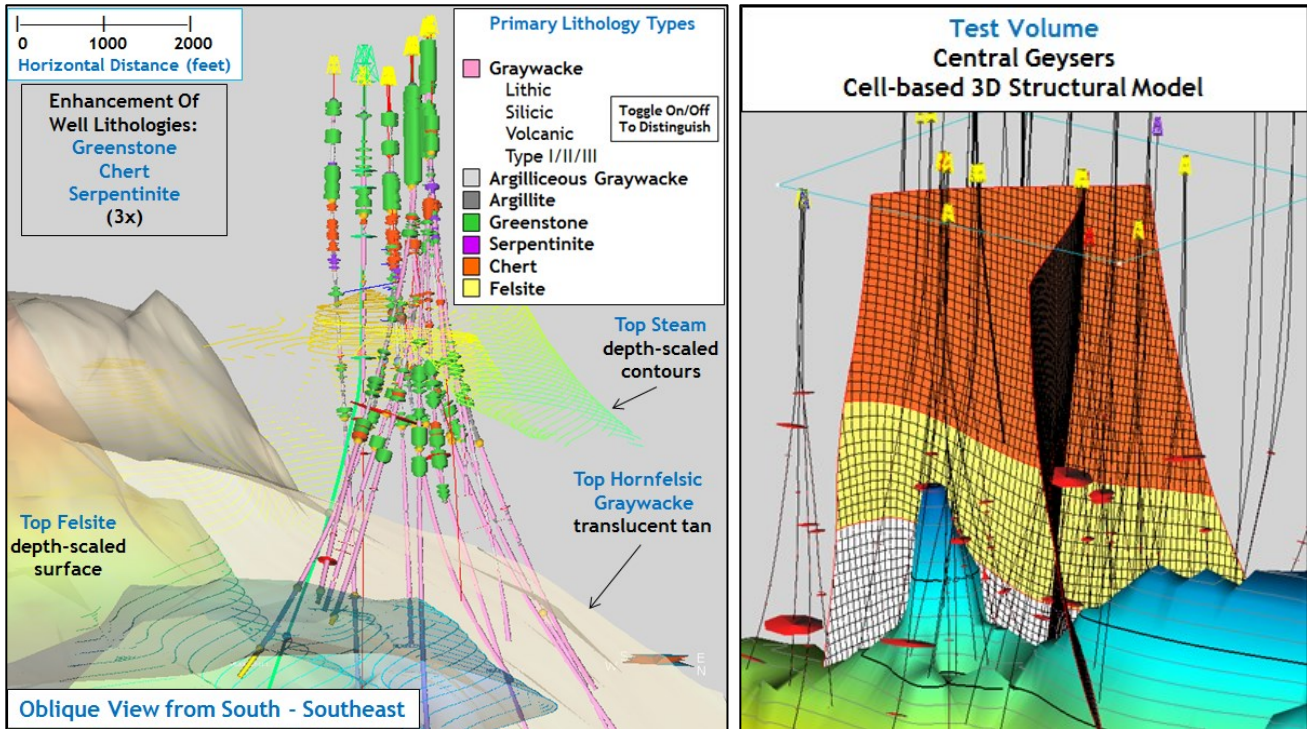 0 1000 2000
Horizontal Distance (feet)
Enhancement Of
Well Lithologies:
Greenstone
Chert
Serpentinite
(3x)
Primary Lithology Types
Graywacke
Lithic
Silicic
Volcanic
Type I/II/III
Toggle On/Off
To Distinguish
Argilliceous Graywacke
Argillite
Greenstone
Serpentinite
Chert
Felsite
Top Steam
depth-scaled
contours
Top Hornfelsic
Graywacke
translucent tan
Top Felsite
depth-scaled
surface
W
E
N
Oblique View from South - Southeast
Test Volume
Central Geysers
Cell-based 3D Structural Model